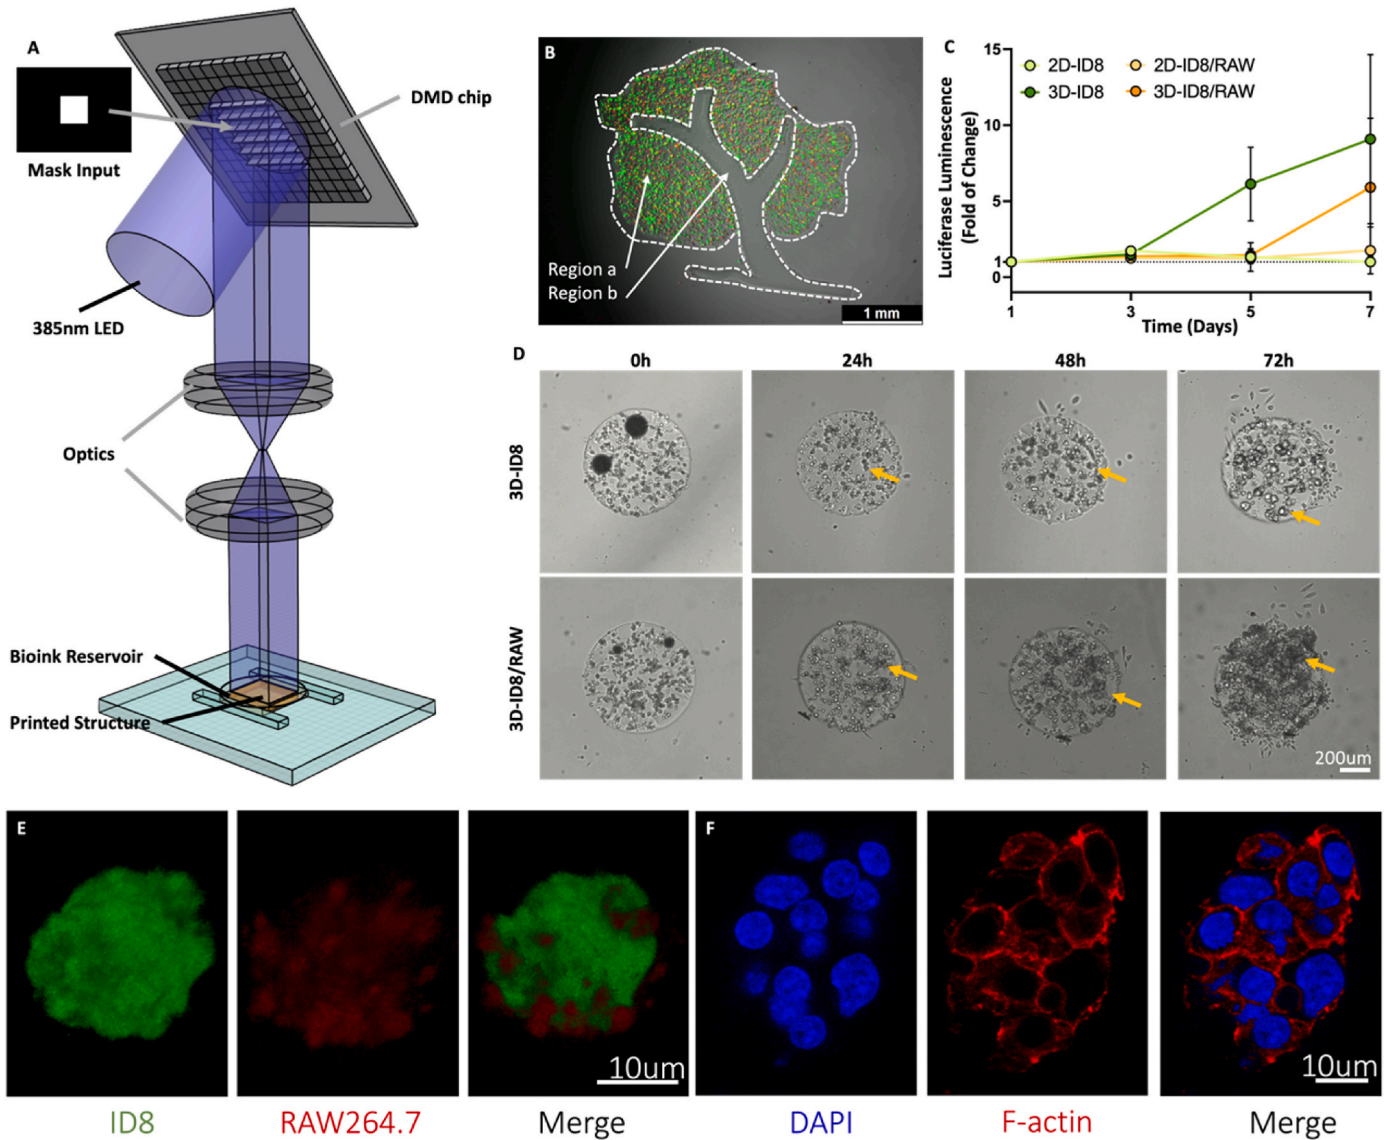 A
Mask Input
DMD chip
385nm LED
Optics
Bioink Reservoir
Printed Structure
B
Region a
Region b
1 mm
C
Luciferase Luminescence
(Fold of Change)
15
10
5
1
0
2D-ID8
2D-ID8/RAW
3D-ID8
3D-ID8/RAW
1
3
5
7
Time (Days)
D
0h
24h
48h
72h
3D-ID8
3D-ID8/RAW
200um
E
10um
ID8
RAW264.7
Merge
F
10um
DAPI
F-actin
Merge